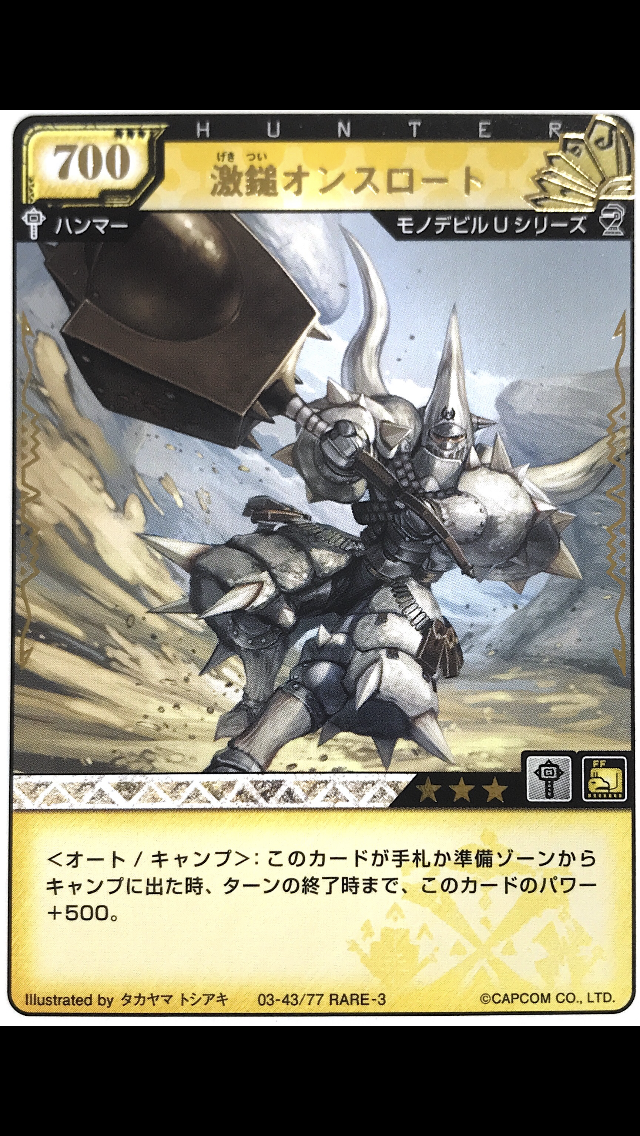 HUNTER
700
げき つい
激鎚オンスロート
ハンマー
モノデビルUシリーズ
FF
<オート / キャンプ>：このカードが手札か準備ゾーンから
キャンプに出た時、ターンの終了時まで、このカードのパワー
+500。
Illustrated by タカヤマ トシアキ 03-43/77 RARE-3 ©CAPCOM CO., LTD.